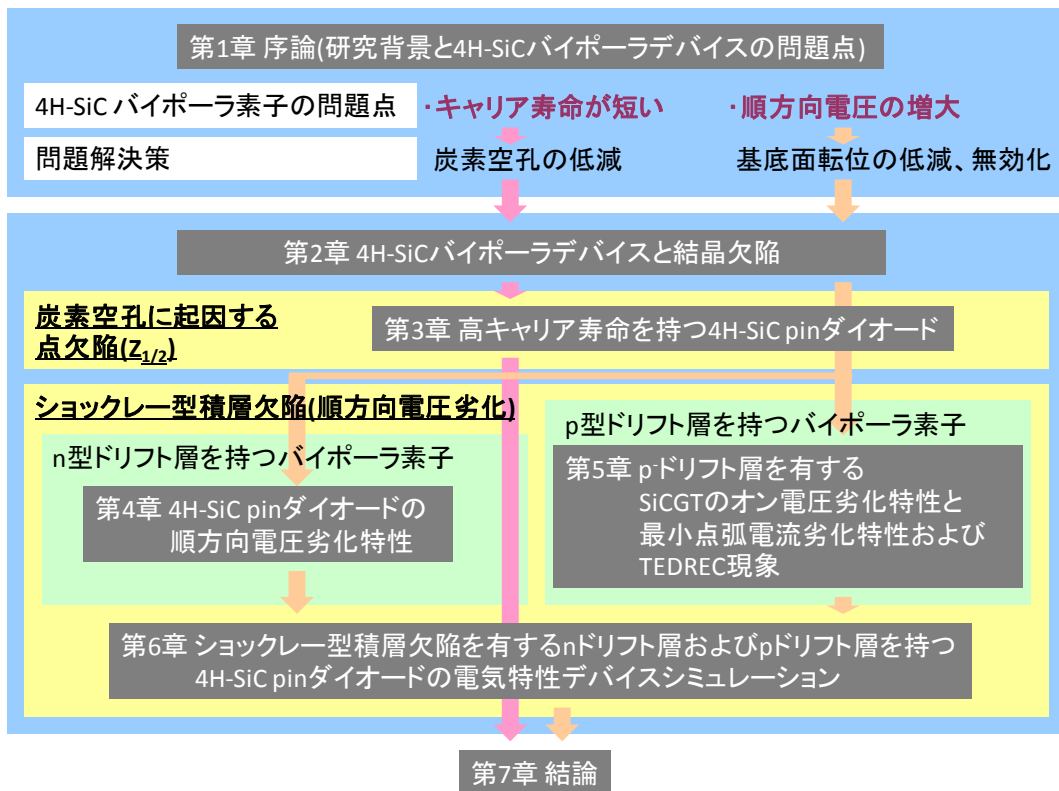 第1章 序論(研究背景と4H-SiCバイポーラデバイスの問題点)
4H-SiC バイポーラ素子の問題点
・キャリア寿命が短い
・順方向電圧の増大
問題解決策
炭素空孔の低減
基底面転位の低減、無効化
第2章 4H-SiCバイポーラデバイスと結晶欠陥
炭素空孔に起因する
点欠陥(Z1/2)
第3章 高キャリア寿命を持つ4H-SiC pinダイオード
ショックレー型積層欠陥(順方向電圧劣化)
n型ドリフト層を持つバイポーラ素子
第4章 4H-SiC pinダイオードの
順方向電圧劣化特性
p型ドリフト層を持つバイポーラ素子
第5章 p-ドリフト層を有する
SiCGTのオン電圧劣化特性と
最小点弧電流劣化特性および
TEDREC現象
第6章 ショックレー型積層欠陥を有するnドリフト層およびpドリフト層を持つ
4H-SiC pinダイオードの電気特性デバイスシミュレーション
第7章 結論